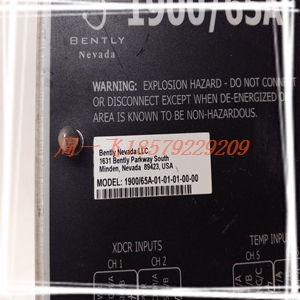 1900/65A
BENTLY
Nevada
WARNING: EXPLOSION HAZARD - DO NOT CONNECT
OR DISCONNECT EXCEPT WHEN DE-ENERGIZED O
AREA IS KNOWN TO BE NON-HAZARDOUS.
周一飞18579229209
Bently Nevada LLC.
1631 Bently Parkway South
Minden, Nevada 89423, USA
MODEL: 1900/65A-01-01-01-00-00
XDCR INPUTS
TEMP INPUT
CH 1
CH 2
CH 5